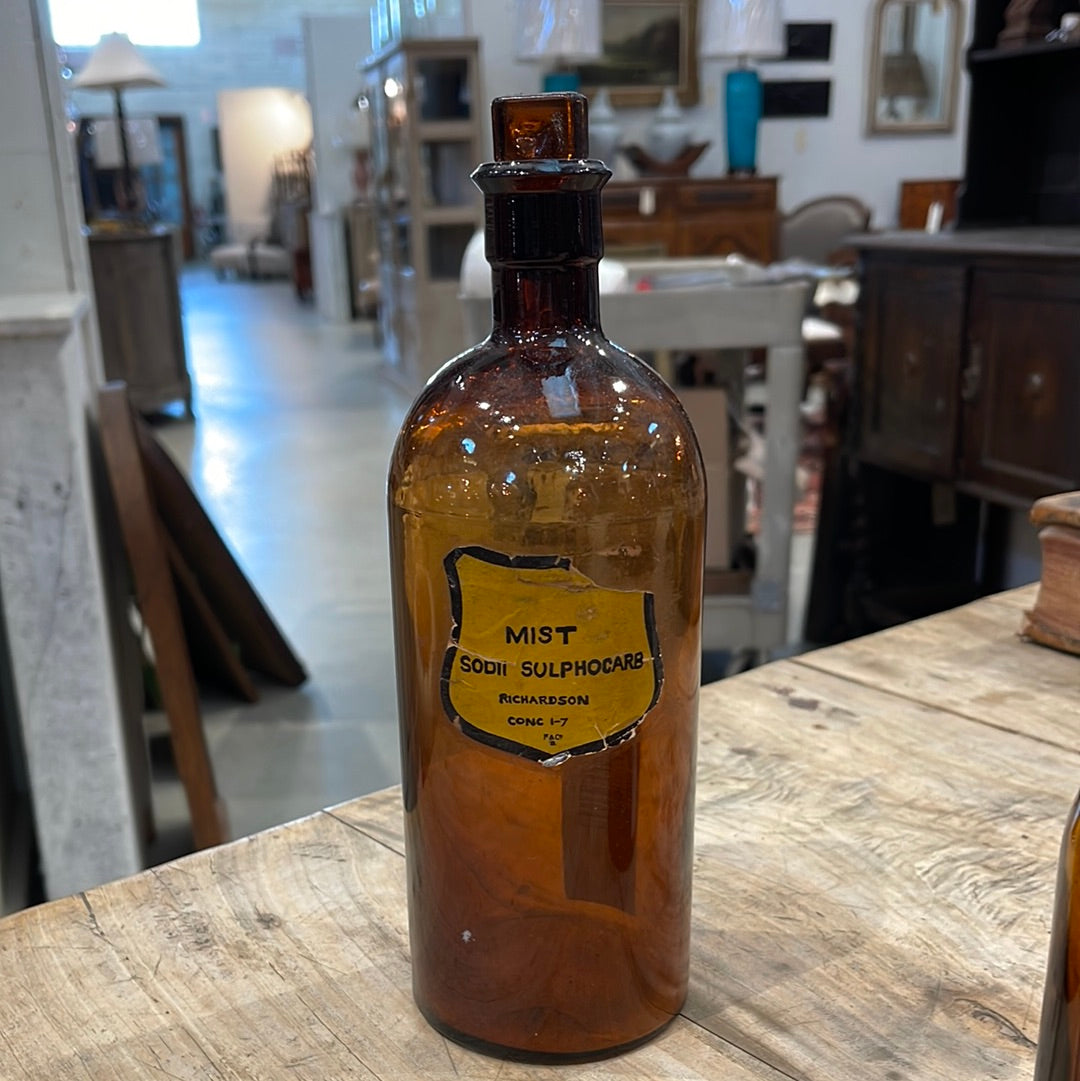 MIST
SODII SULPHOCARB
RICHARDSON
CONC 1-7